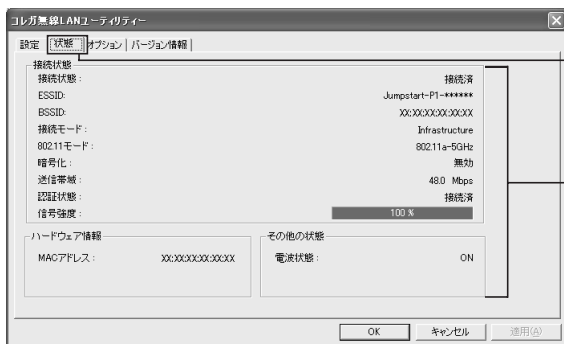 コレガ無線LANユーティリティー
設定 状態 オプション バージョン情報
接続状態
接続状態： 接続済
ESSID: Jumpstart-P1-******
BSSID: XX:XX:XX:XX:XX:XX
接続モード： Infrastructure
802.11モード： 802.11a-5GHz
暗号化： 無効
送信帯域： 48.0 Mbps
認証状態： 接続済
信号強度： 100 %
ハードウェア情報
MACアドレス： XX:XX:XX:XX:XX:XX
その他の状態
電波状態： ON
OK キャンセル 適用(A)